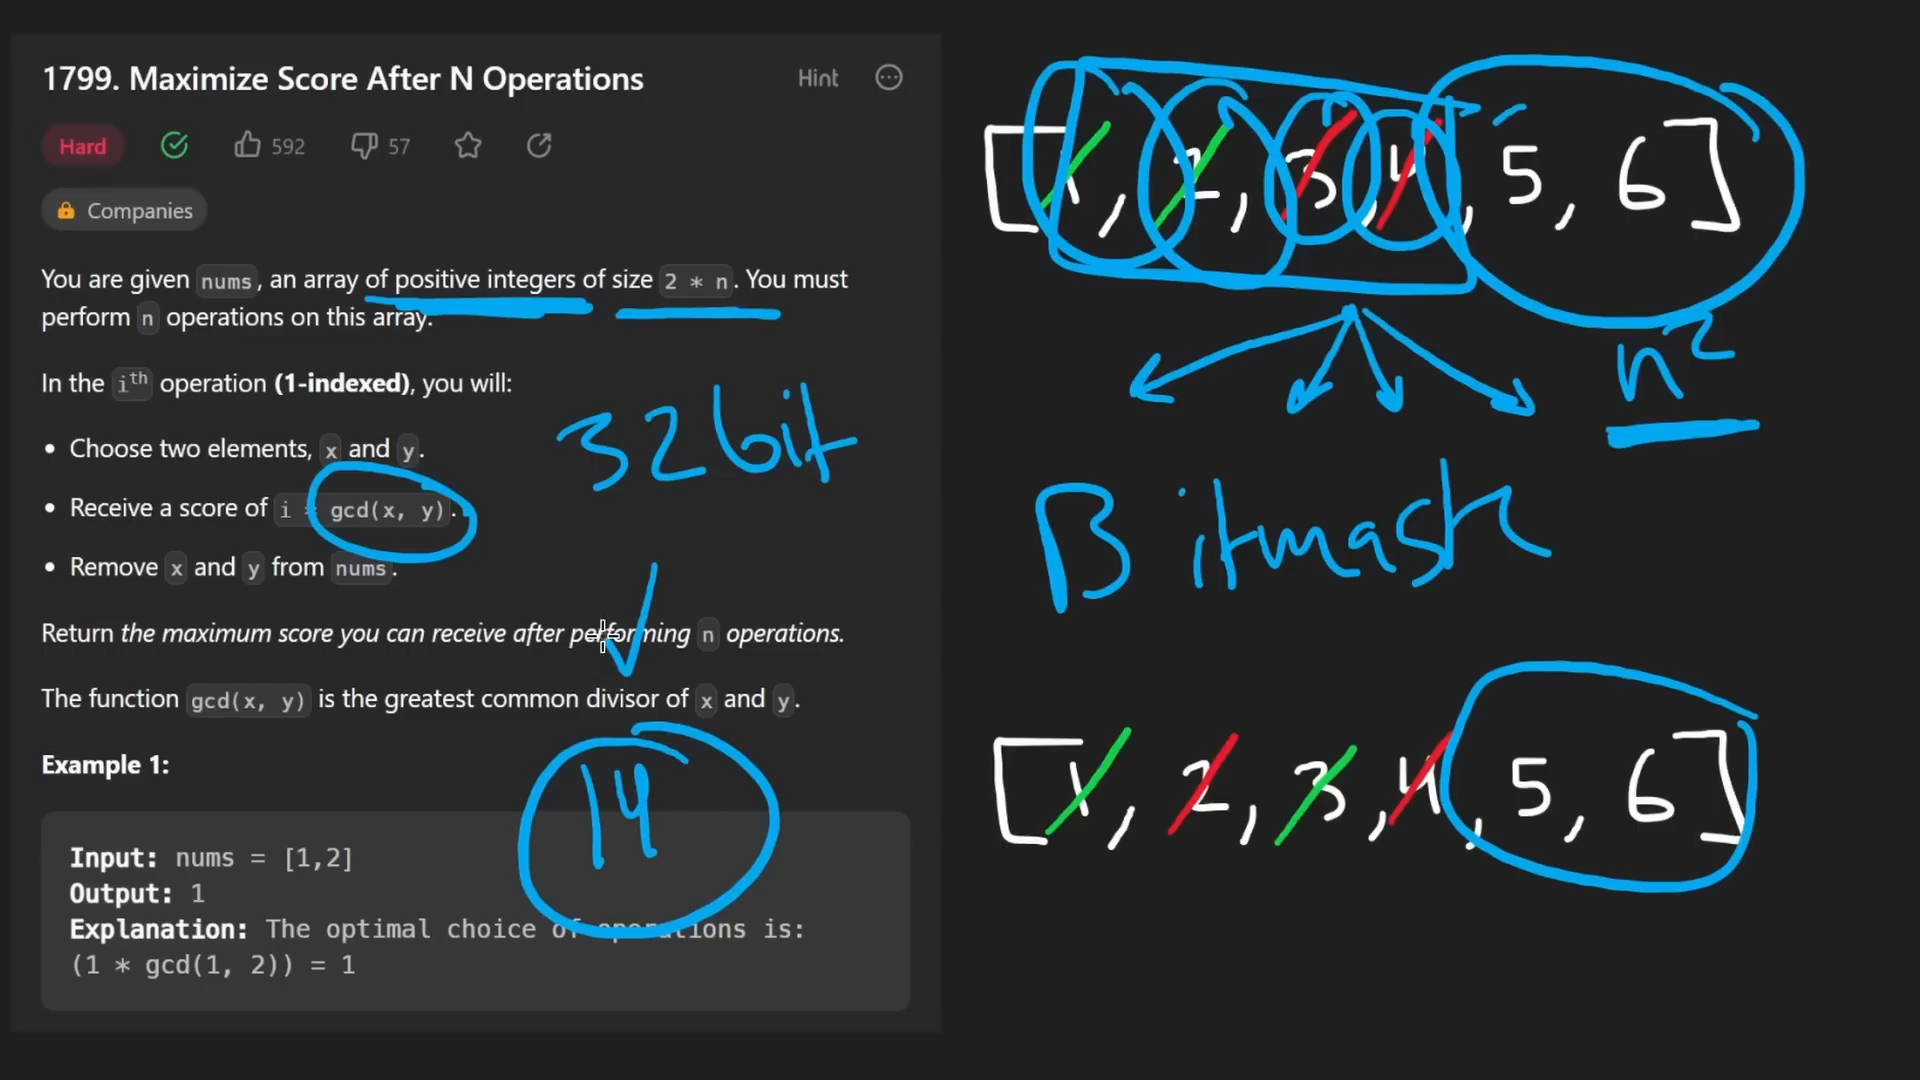 1799. Maximize Score After N Operations
Hint
Hard
592
57
Companies
You are given nums, an array of positive integers of size 2 * n. You must
perform n operations on this array.
In the ith operation (1-indexed), you will:
• Choose two elements, x and y.
• Receive a score of i * gcd(x, y).
• Remove x and y from nums.
Return the maximum score you can receive after performing n operations.
The function gcd(x, y) is the greatest common divisor of x and y.
Example 1:
Input: nums = [1,2]
Output: 1
Explanation: The optimal choice of operations is:
(1 * gcd(1, 2)) = 1
32bit
14
[1, 2, 3, 4, 5, 6]
n²
Bitmask
[1, 2, 3, 4, 5, 6]